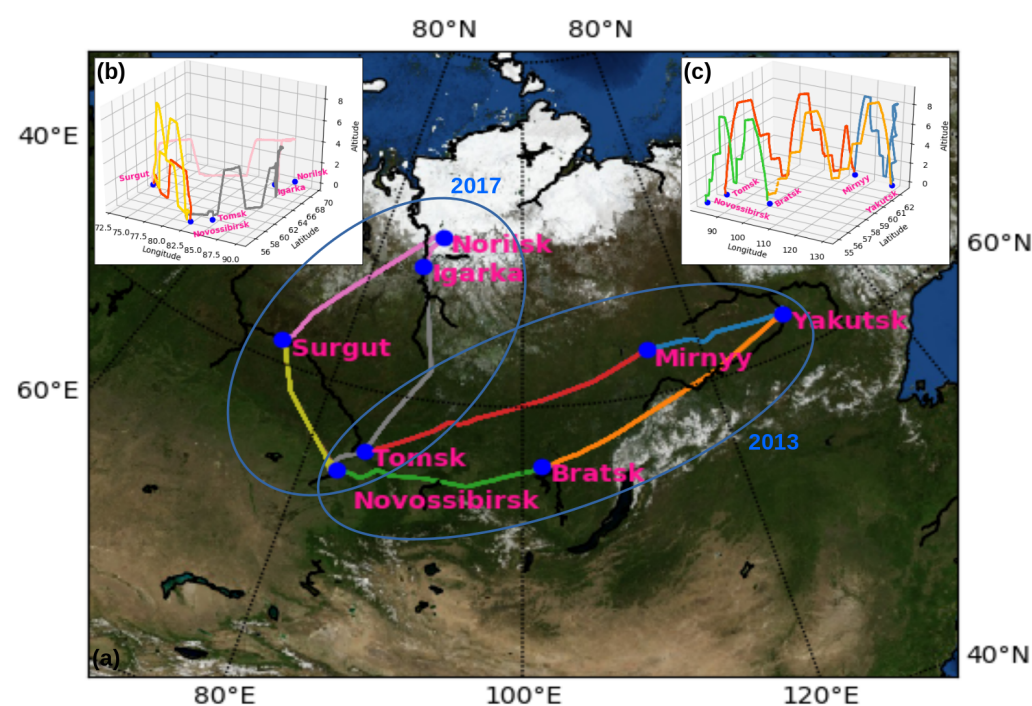 80°N 80°N
40°E
60°E
60°N
40°N
80°E 100°E 120°E
(a)
2017
2013
Norilsk
Igarka
Surgut
Yakutsk
Mirnyy
Tomsk
Bratsk
Novossibirsk
(b)
Surgut
Norilsk
Igarka
Tomsk
Novossibirsk
72.5 75.0 77.5 80.0 82.5 85.0 87.5 90.0
Longitude
56 58 60 62 64 66 68 70
Latitude
0 2 4 6 8
Altitude
(c)
Tomsk
Novossibirsk
Bratsk
Mirnyy
Yakutsk
90 100 110 120 130
Longitude
55 56 57 58 59 60 61 62
Latitude
0 2 4 6 8
Altitude